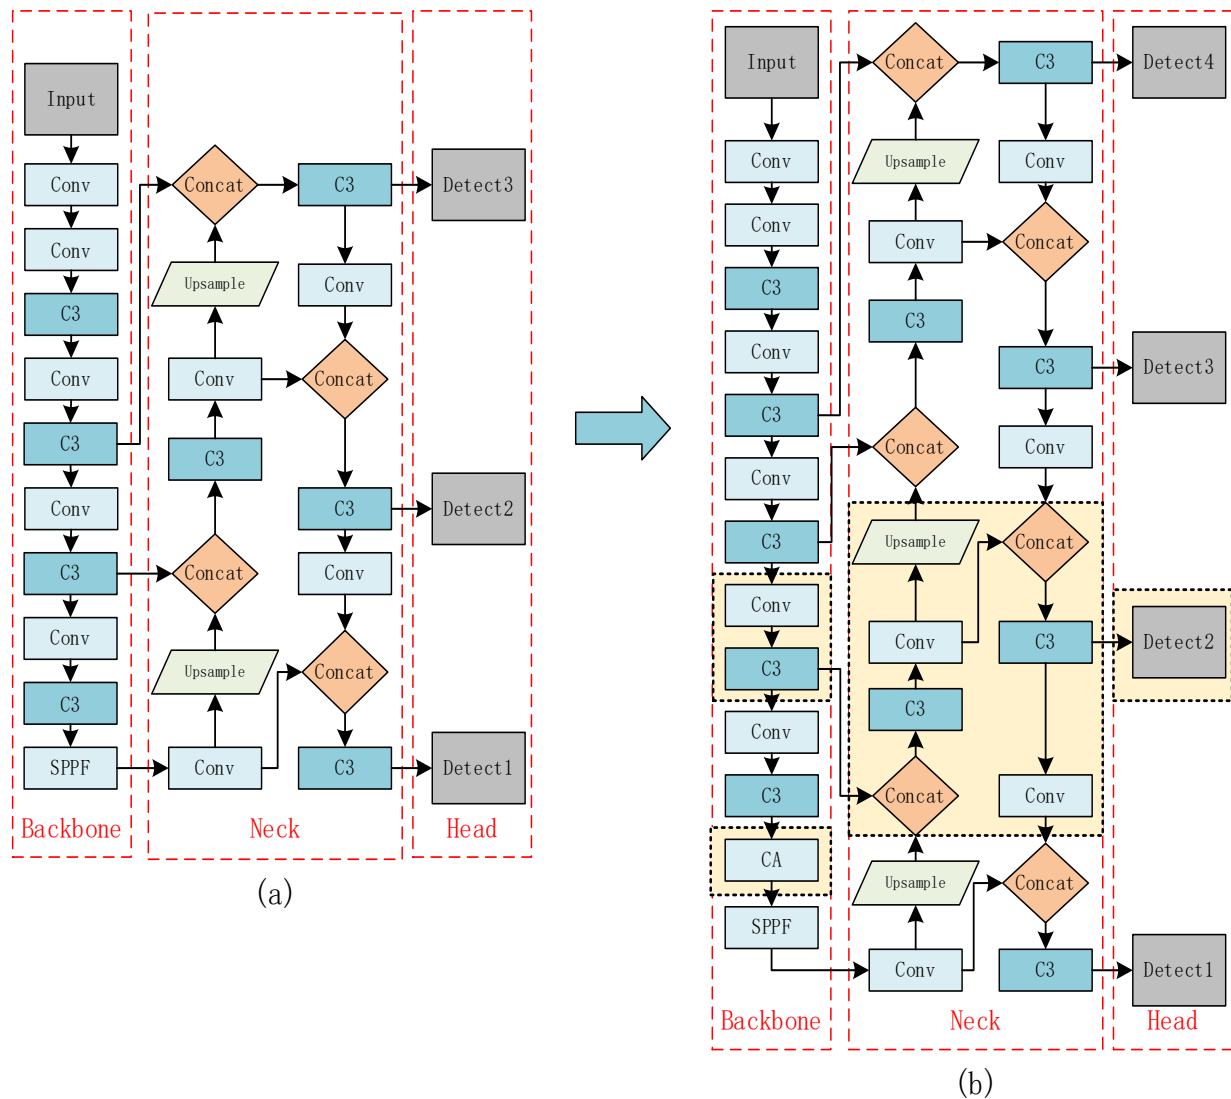 Input
Conv
Conv
C3
Conv
C3
Conv
C3
Conv
C3
SPPF
Backbone
Concat
Upsample
Conv
C3
Concat
Upsample
Conv
C3
Conv
Concat
C3
Conv
Concat
C3
Neck
Detect3
Detect2
Detect1
Head
(a)
Input
Conv
Conv
C3
Conv
C3
Conv
C3
Conv
C3
Conv
C3
CA
SPPF
Backbone
Concat
Upsample
Conv
C3
Concat
Upsample
Conv
C3
Concat
Upsample
Conv
C3
Conv
Concat
C3
Conv
Concat
C3
Conv
Concat
C3
Neck
Detect4
Detect3
Detect2
Detect1
Head
(b)